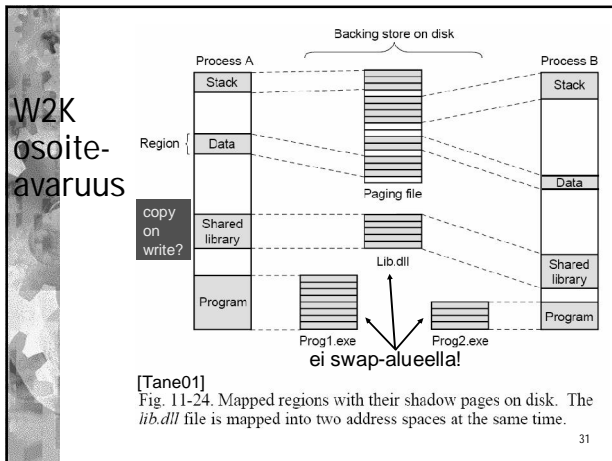 W2K
osoite-
avaruus
Backing store on disk
Process A
Process B
Stack
Stack
Region
Data
Paging file
Data
copy
on
write?
Shared
library
Lib.dll
Shared
library
Program
Program
Prog1.exe
Prog2.exe
ei swap-alueella!
[Tane01]
Fig. 11-24. Mapped regions with their shadow pages on disk. The
lib.dll file is mapped into two address spaces at the same time.
31